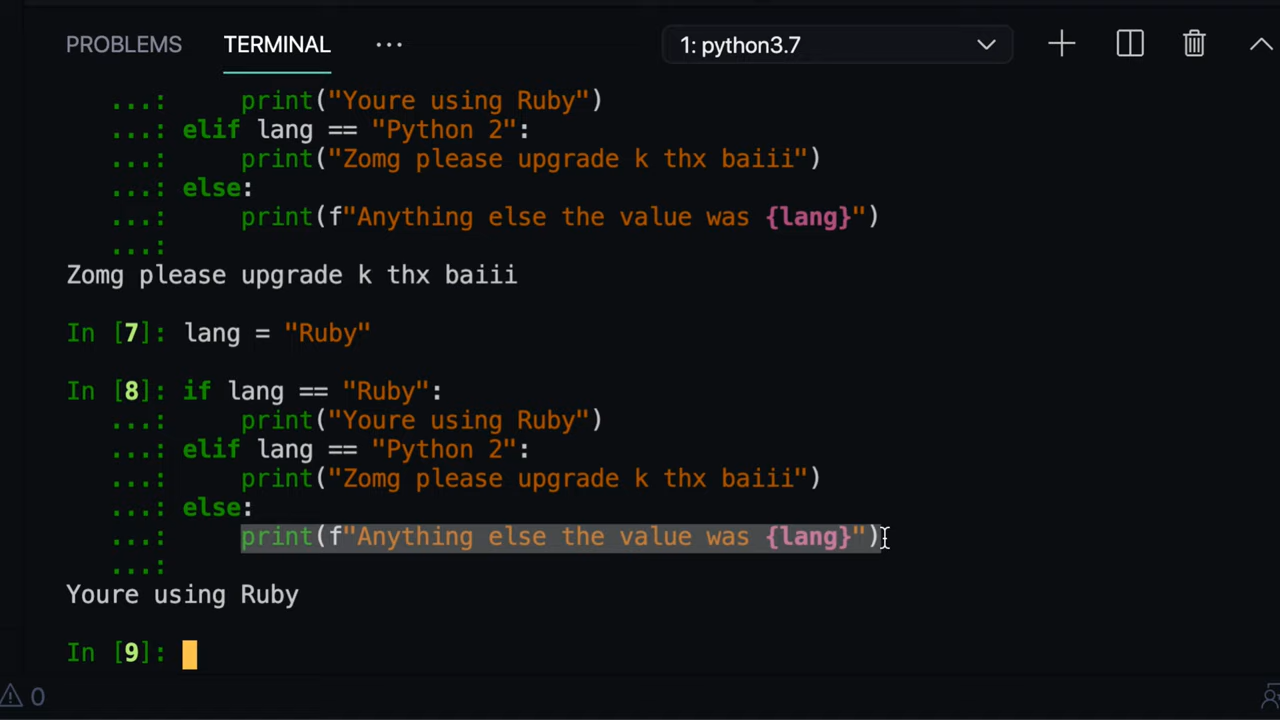 PROBLEMS TERMINAL ... 1: python3.7
...: print("Youre using Ruby")
...: elif lang == "Python 2":
...: print("Zomg please upgrade k thx baiii")
...: else:
...: print(f"Anything else the value was {lang}")
...:
Zomg please upgrade k thx baiii
In [7]: lang = "Ruby"
In [8]: if lang == "Ruby":
...: print("Youre using Ruby")
...: elif lang == "Python 2":
...: print("Zomg please upgrade k thx baiii")
...: else:
...: print(f"Anything else the value was {lang}")
...:
Youre using Ruby
In [9]:
0